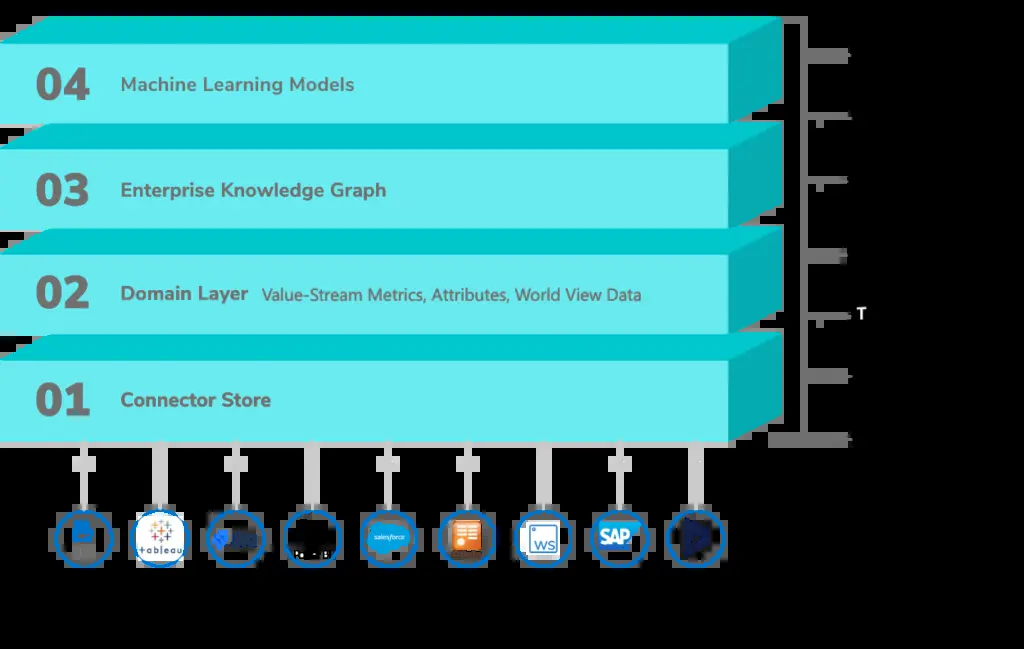 04 Machine Learning Models
03 Enterprise Knowledge Graph
02 Domain Layer Value-Stream Metrics, Attributes, World View Data
01 Connector Store
T
+ableau
salesforce
WS
SAP